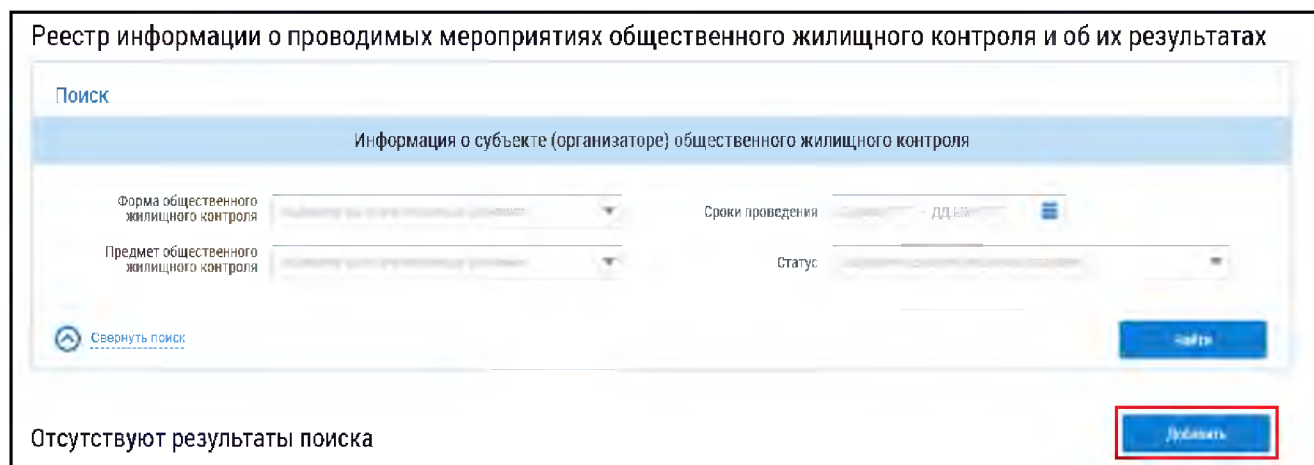 Реестр информации о проводимых мероприятиях общественного жилищного контроля и об их результатах
Поиск
Информация о субъекте (организаторе) общественного жилищного контроля
Форма общественного
жилищного контроля
Сроки проведения
Предмет общественного
жилищного контроля
Статус
Свернуть поиск
Найти
Отсутствуют результаты поиска
Добавить